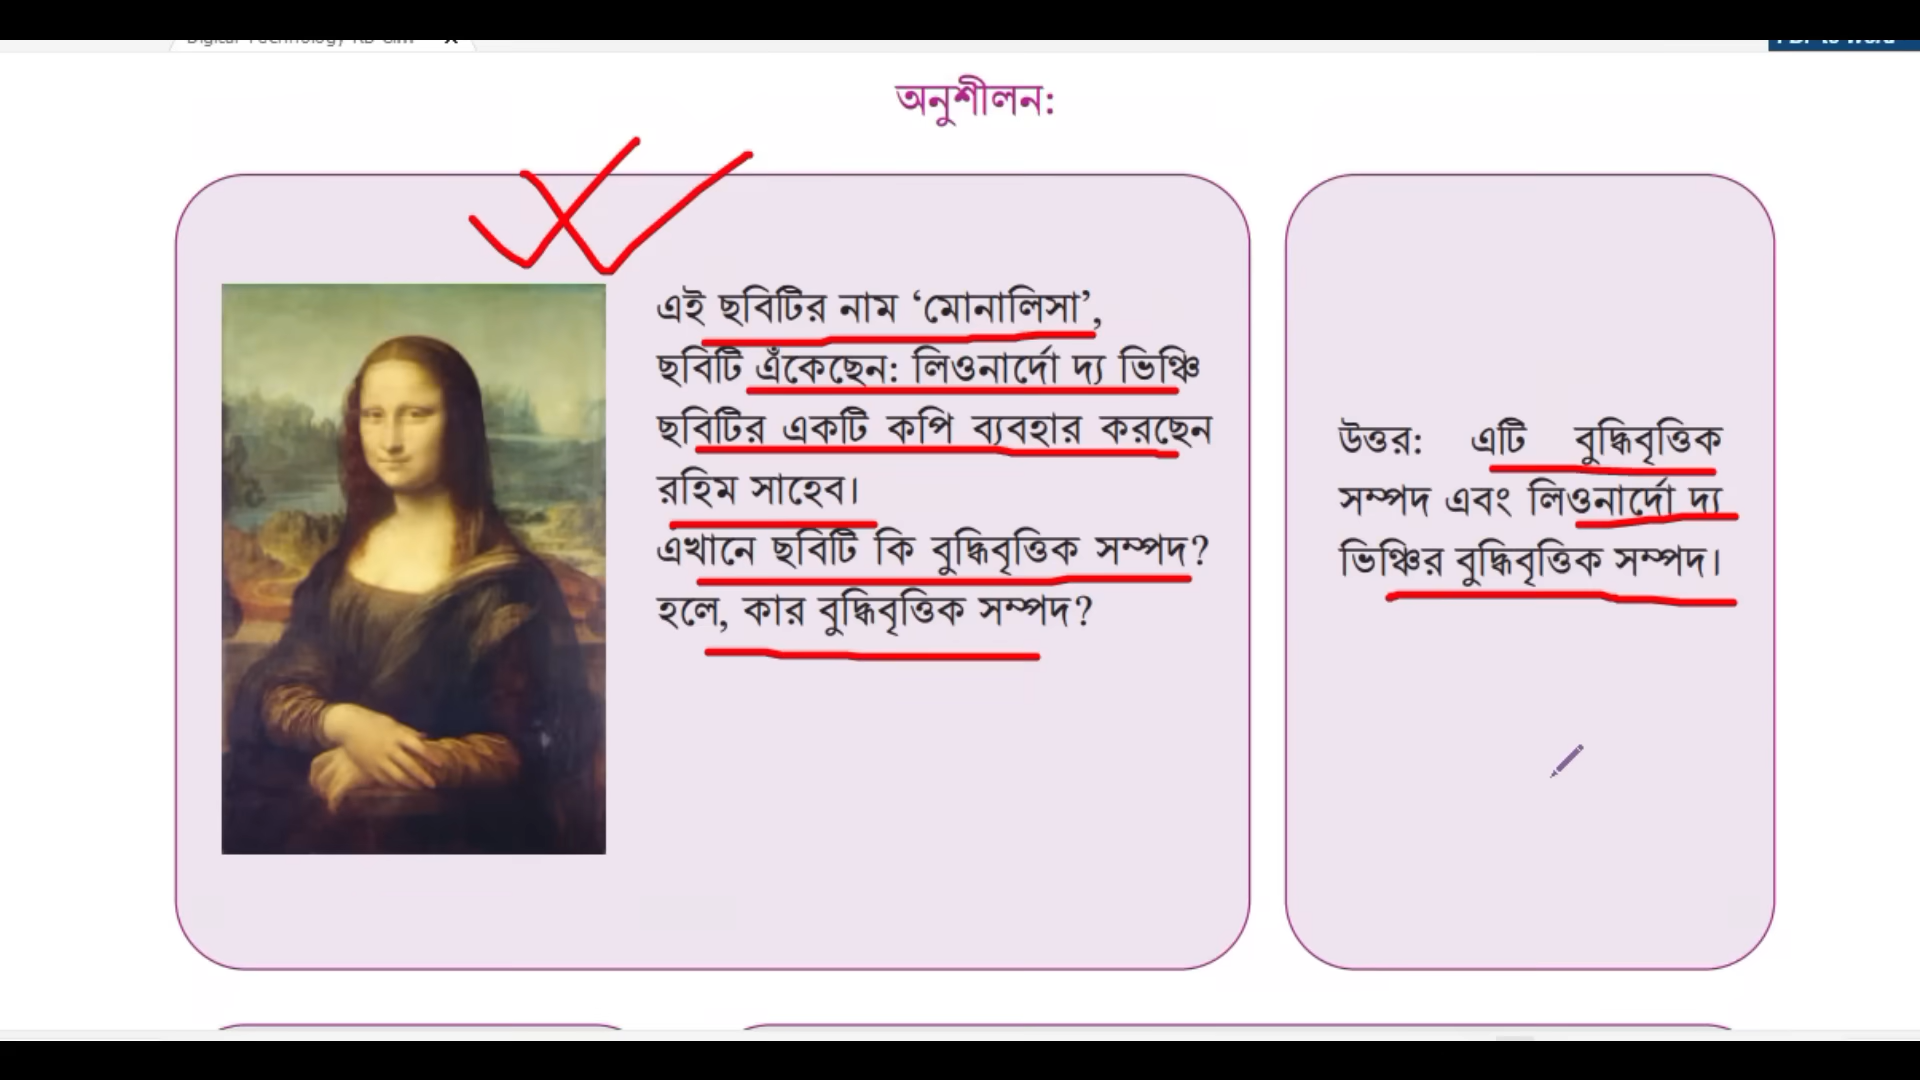 অনুশীলন:
এই ছবিটির নাম ‘মোনালিসা’,
ছবিটি এঁকেছেন: লিওনার্দো দ্য ভিঞ্চি
ছবিটির একটি কপি ব্যবহার করছেন
রহিম সাহেব।
এখানে ছবিটি কি বুদ্ধিবৃত্তিক সম্পদ?
হলে, কার বুদ্ধিবৃত্তিক সম্পদ?
উত্তর: এটি বুদ্ধিবৃত্তিক
সম্পদ এবং লিওনার্দো দ্য
ভিঞ্চির বুদ্ধিবৃত্তিক সম্পদ।